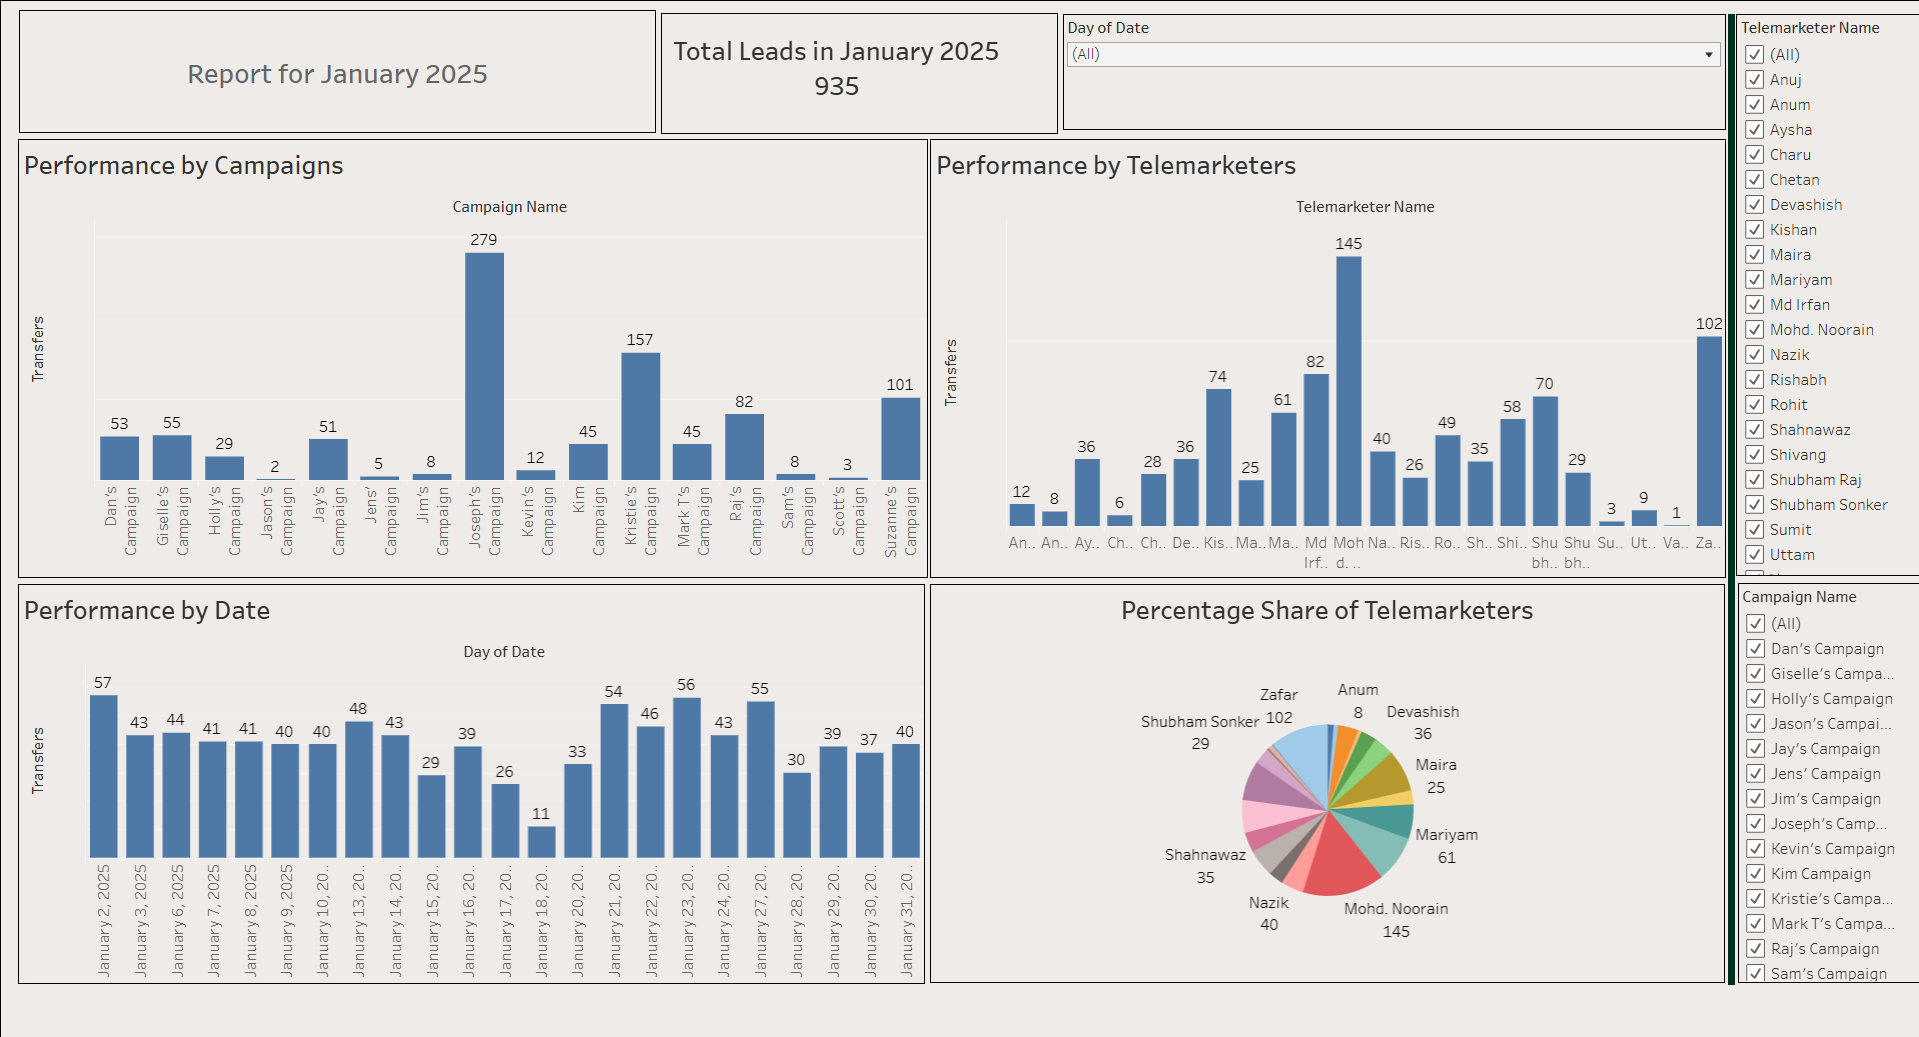 Report for January 2025
Total Leads in January 2025
935
Day of Date
(All)
Telemarketer Name
(All)
Anuj
Anum
Aysha
Charu
Chetan
Devashish
Kishan
Maira
Mariyam
Md Irfan
Mohd. Noorain
Nazik
Rishabh
Rohit
Shahnawaz
Shivang
Shubham Raj
Shubham Sonker
Sumit
Uttam
Performance by Campaigns
Campaign Name
Transfers
53
55
29
2
51
5
8
279
12
45
157
45
82
8
3
101
Dan's Campaign
Giselle's Campaign
Holly's Campaign
Jason's Campaign
Jay's Campaign
Jens' Campaign
Jim's Campaign
Joseph's Campaign
Kevin's Campaign
Kim Campaign
Kristie's Campaign
Mark T's Campaign
Raj's Campaign
Sam's Campaign
Scott's Campaign
Suzanne's Campaign
Performance by Telemarketers
Telemarketer Name
Transfers
12
8
36
6
28
36
74
25
61
82
145
40
26
49
35
58
70
29
3
9
1
102
An..
An..
Ay..
Ch..
Ch..
De..
Kis..
Ma..
Ma..
Md Irf..
Moh d. ..
Na..
Ris..
Ro..
Sh..
Shi..
Shu bh..
Shu bh..
Su..
Ut..
Va..
Za..
Performance by Date
Day of Date
Transfers
57
43
44
41
41
40
40
48
43
29
39
26
11
33
54
46
56
43
55
30
39
37
40
January 2, 2025
January 3, 2025
January 6, 2025
January 7, 2025
January 8, 2025
January 9, 2025
January 10, 20..
January 13, 20..
January 14, 20..
January 15, 20..
January 16, 20..
January 17, 20..
January 18, 20..
January 20, 20..
January 21, 20..
January 22, 20..
January 23, 20..
January 24, 20..
January 27, 20..
January 28, 20..
January 29, 20..
January 30, 20..
January 31, 20..
Percentage Share of Telemarketers
Zafar
102
Anum
8
Devashish
36
Maira
25
Mariyam
61
Mohd. Noorain
145
Nazik
40
Shahnawaz
35
Shubham Sonker
29
Campaign Name
(All)
Dan's Campaign
Giselle's Campa...
Holly's Campaign
Jason's Campai...
Jay's Campaign
Jens' Campaign
Jim's Campaign
Joseph's Camp...
Kevin's Campaign
Kim Campaign
Kristie's Campa...
Mark T's Campa...
Raj's Campaign
Sam's Campaign